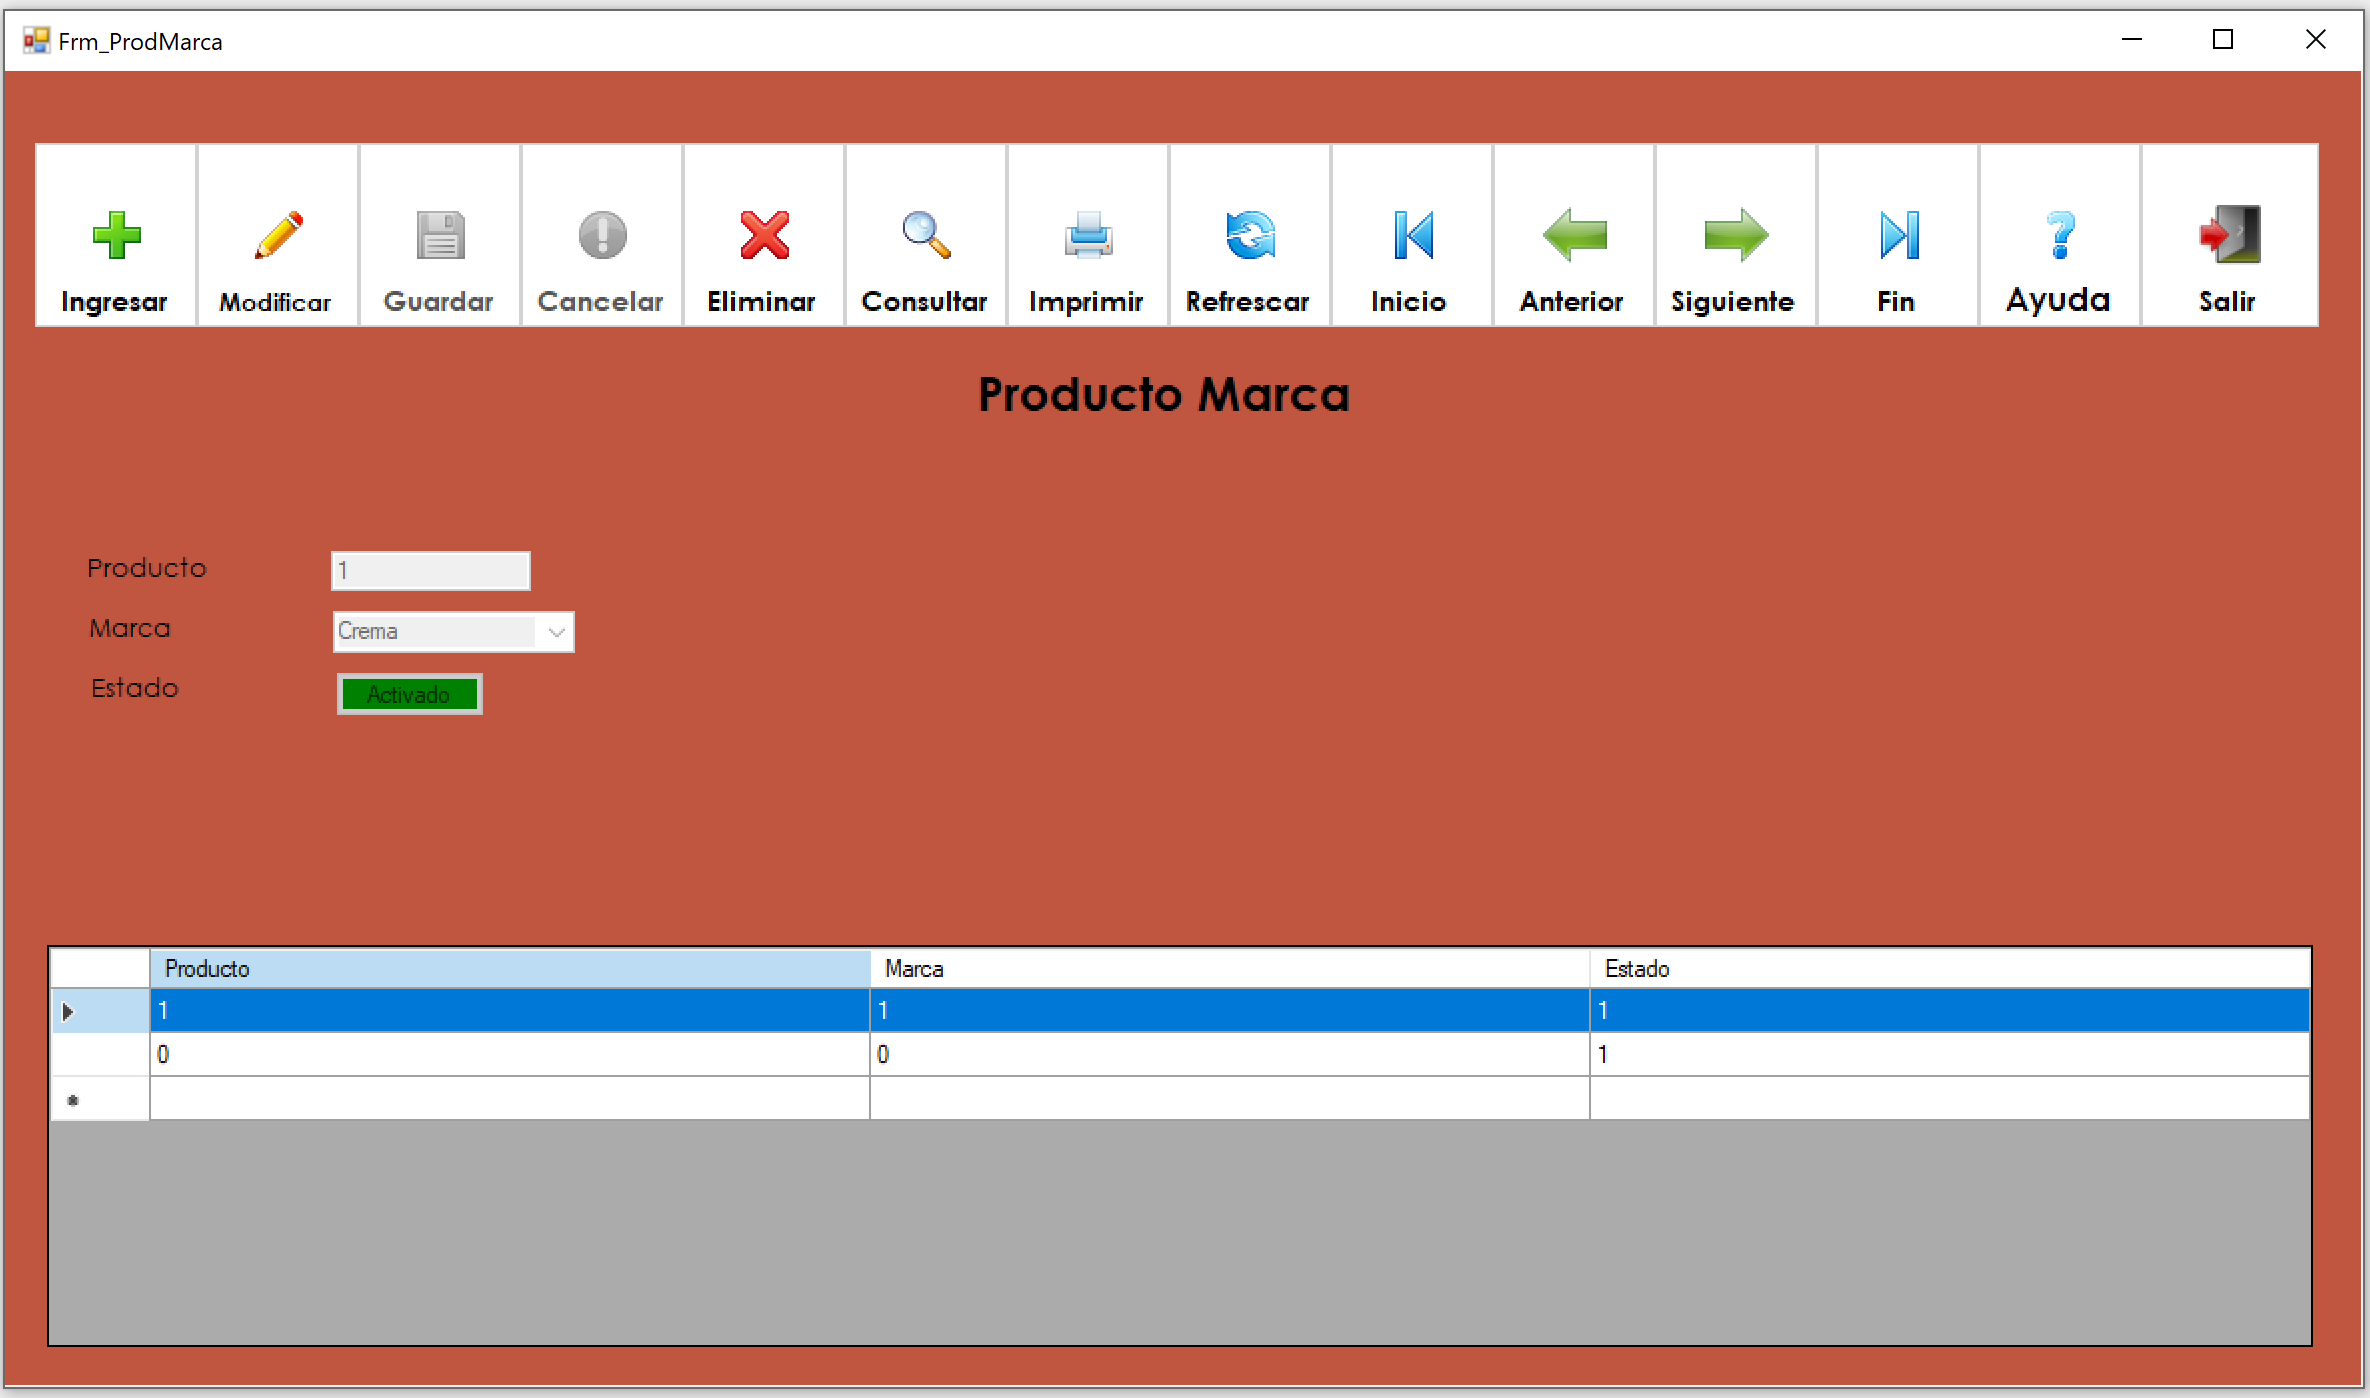 Frm_ProdMarca
Ingresar Modificar Guardar Cancelar Eliminar Consultar Imprimir Refrescar Inicio Anterior Siguiente Fin Ayuda Salir
Producto Marca
Producto 1
Marca Crema
Estado Activado
Producto Marca Estado
1 1 1
0 0 1